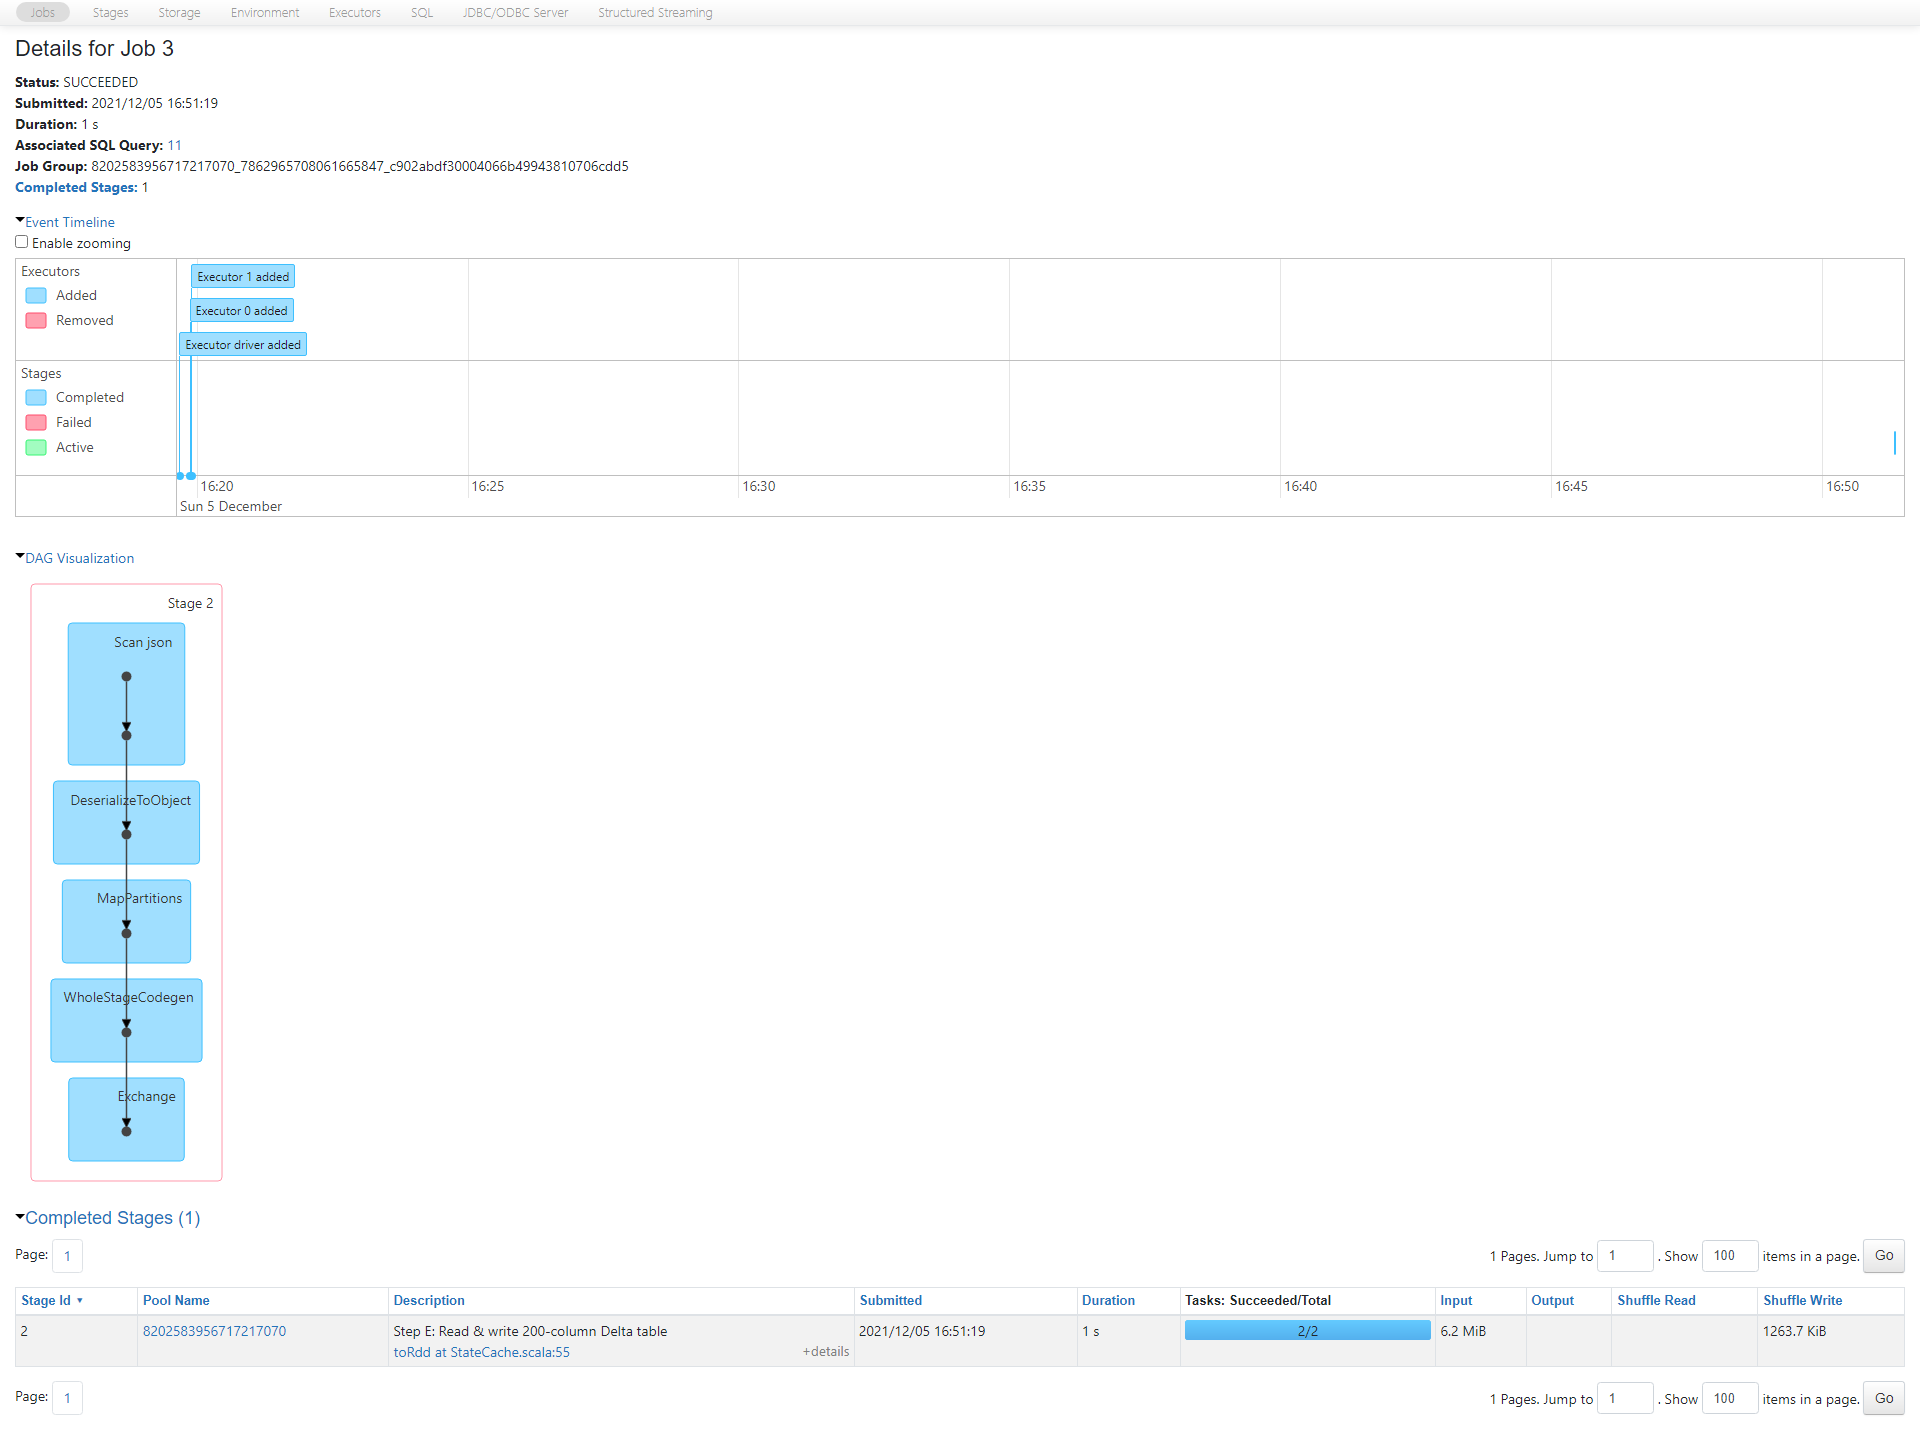 Jobs Stages Storage Environment Executors SQL JDBC/ODBC Server Structured Streaming
Details for Job 3
Status: SUCCEEDED
Submitted: 2021/12/05 16:51:19
Duration: 1 s
Associated SQL Query: 11
Job Group: 8202583956717217070_7862965708061665847_c902abdf30004066b49943810706cdd5
Completed Stages: 1
Event Timeline
Enable zooming
Executors
Added
Removed
Executor 1 added
Executor 0 added
Executor driver added
Stages
Completed
Failed
Active
16:20 16:25 16:30 16:35 16:40 16:45 16:50
Sun 5 December
DAG Visualization
Stage 2
Scan json
DeserializeToObject
MapPartitions
WholeStageCodegen
Exchange
Completed Stages (1)
Page: 1 1 Pages. Jump to 1 . Show 100 items in a page. Go
Stage Id ▾ Pool Name Description Submitted Duration Tasks: Succeeded/Total Input Output Shuffle Read Shuffle Write
2 8202583956717217070 Step E: Read & write 200-column Delta table 2021/12/05 16:51:19 1 s 2/2 6.2 MiB 1263.7 KiB
toRdd at StateCache.scala:55 +details
Page: 1 1 Pages. Jump to 1 . Show 100 items in a page. Go